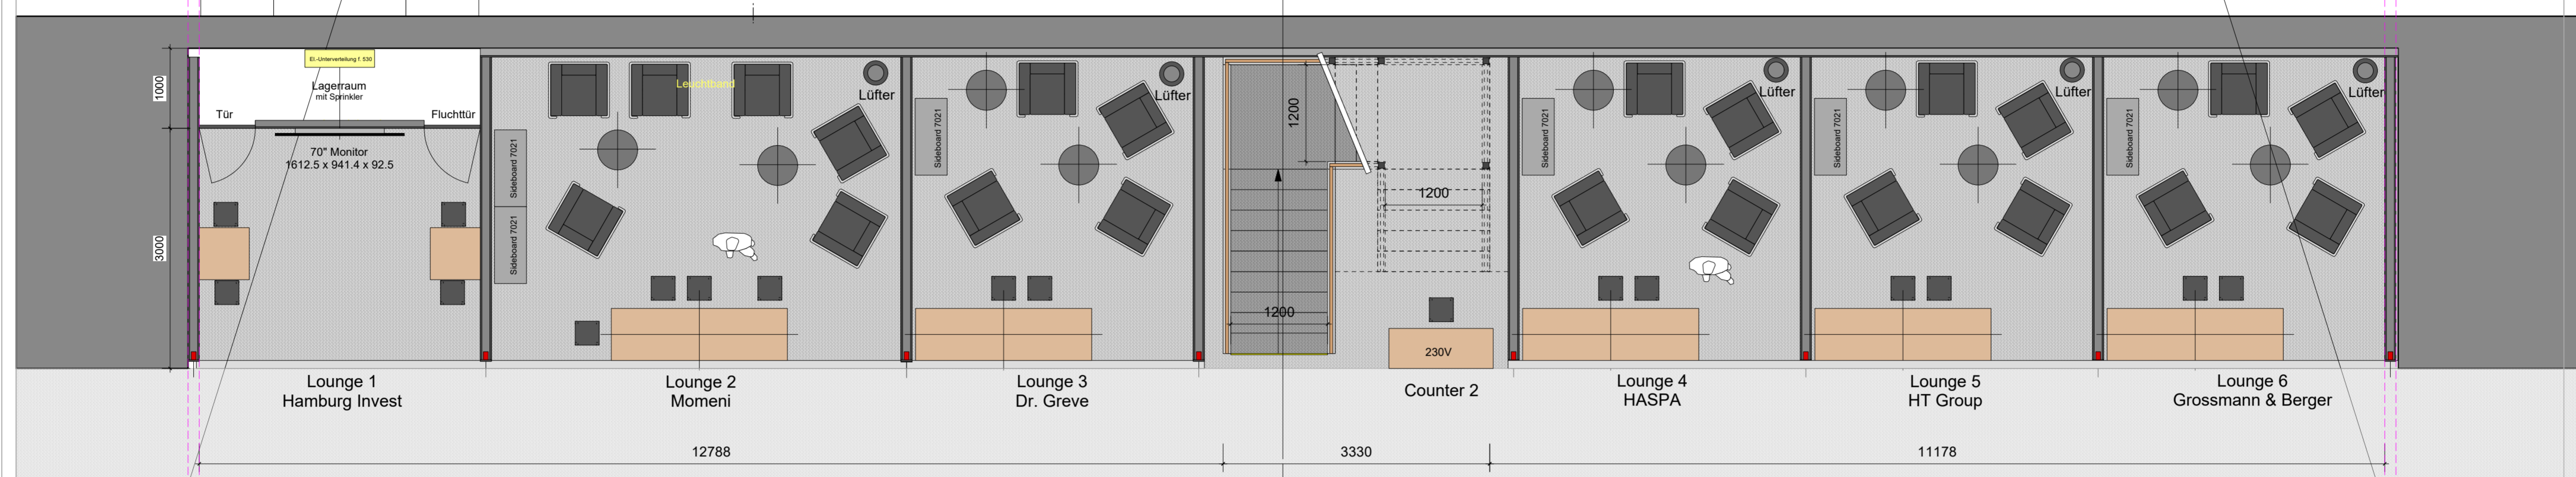 El.-Unterverteilung f. 530
Lagerraum
mit Sprinkler
Tür
Fluchttür
70" Monitor
1612.5 x 941.4 x 92.5
1000
3000
Leuchtband
Lüfter
Sideboard 7021
Sideboard 7021
Lüfter
Sideboard 7021
1200
1200
1200
230V
Lüfter
Sideboard 7021
Lüfter
Sideboard 7021
Lüfter
Sideboard 7021
Lounge 1
Hamburg Invest
Lounge 2
Momeni
Lounge 3
Dr. Greve
Counter 2
Lounge 4
HASPA
Lounge 5
HT Group
Lounge 6
Grossmann & Berger
12788
3330
11178